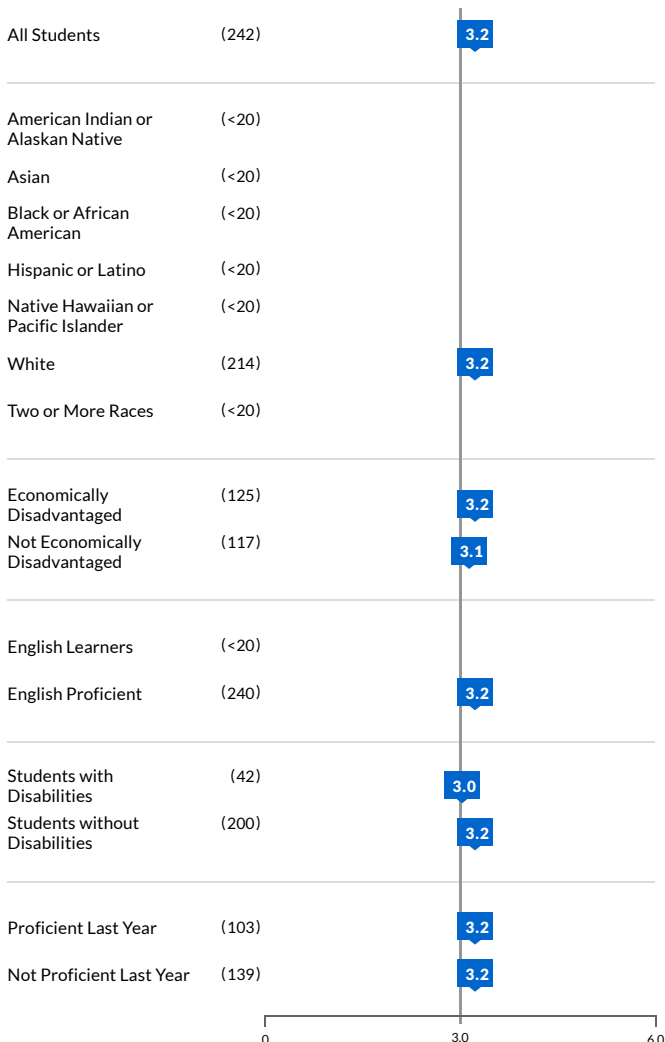 All Students (242) 3.2
American Indian or (<20)
Alaskan Native
Asian (<20)
Black or African (<20)
American
Hispanic or Latino (<20)
Native Hawaiian or (<20)
Pacific Islander
White (214) 3.2
Two or More Races (<20)
Economically (125) 3.2
Disadvantaged
Not Economically (117) 3.1
Disadvantaged
English Learners (<20)
English Proficient (240) 3.2
Students with (42) 3.0
Disabilities
Students without (200) 3.2
Disabilities
Proficient Last Year (103) 3.2
Not Proficient Last Year (139) 3.2
0 3.0 6.0